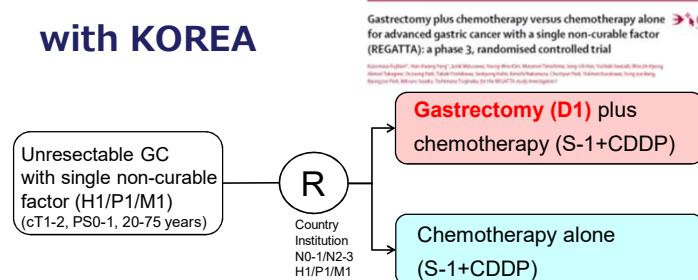 with KOREA
Gastrectomy plus chemotherapy versus chemotherapy alone
for advanced gastric cancer with a single non-curable factor
(REGATTA): a phase 3, randomised controlled trial
Unresectable GC
with single non-curable
factor (H1/P1/M1)
(cT1-2, PS0-1, 20-75 years)
R
Country
Institution
N0-1/N2-3
H1/P1/M1
Gastrectomy (D1) plus
chemotherapy (S-1+CDDP)
Chemotherapy alone
(S-1+CDDP)